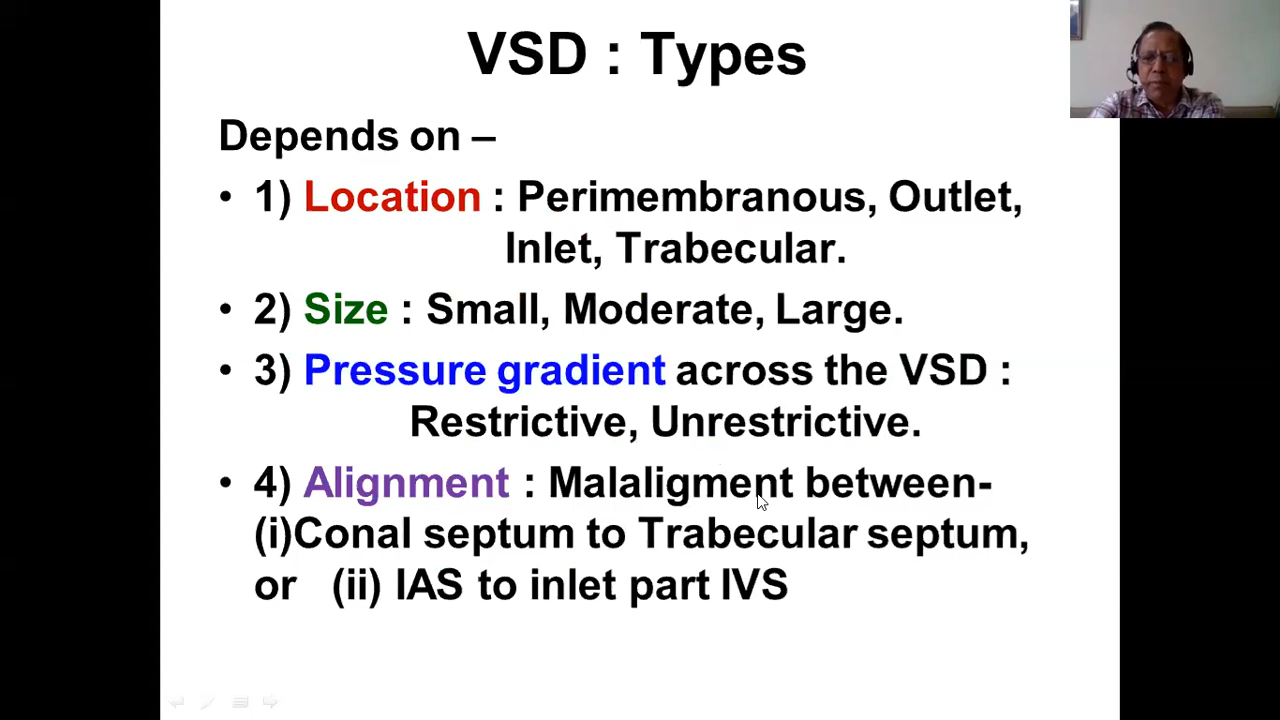 VSD : Types
Depends on –
• 1) Location : Perimembranous, Outlet,
Inlet, Trabecular.
• 2) Size : Small, Moderate, Large.
• 3) Pressure gradient across the VSD :
Restrictive, Unrestrictive.
• 4) Alignment : Malaligment between-
(i)Conal septum to Trabecular septum,
or (ii) IAS to inlet part IVS